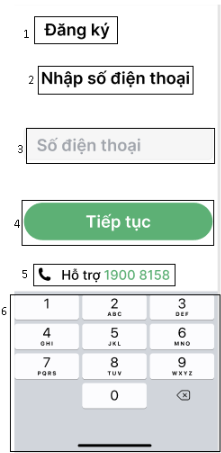 1 Đăng ký
2 Nhập số điện thoại
3 Số điện thoại
4 Tiếp tục
5 Hỗ trợ 1900 8158
6
1 2 3
ABC DEF
4 5 6
GHI JKL MNO
7 8 9
PQRS TUV WXYZ
0